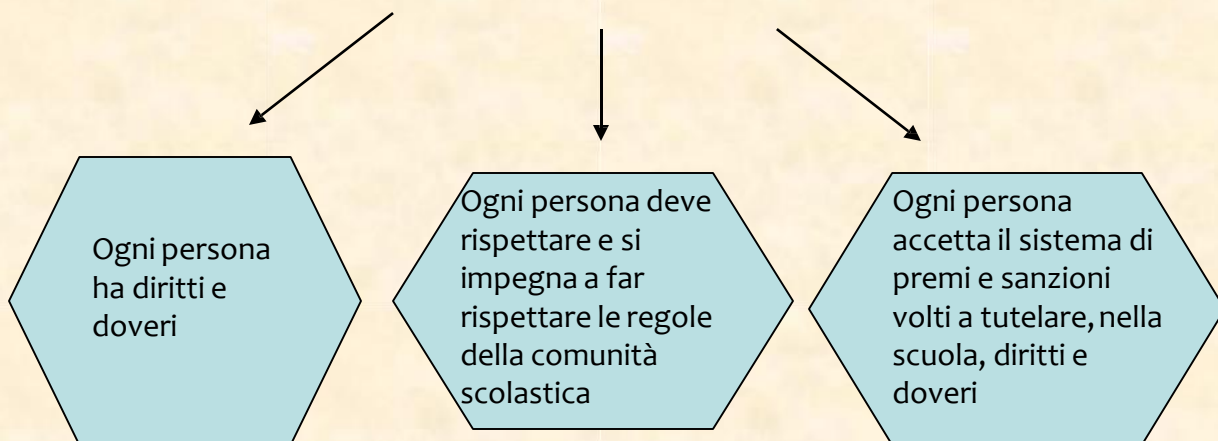 Ogni persona
ha diritti e
doveri
Ogni persona deve
rispettare e si
impegna a far
rispettare le regole
della comunità
scolastica
Ogni persona
accetta il sistema di
premi e sanzioni
volti a tutelare, nella
scuola, diritti e
doveri